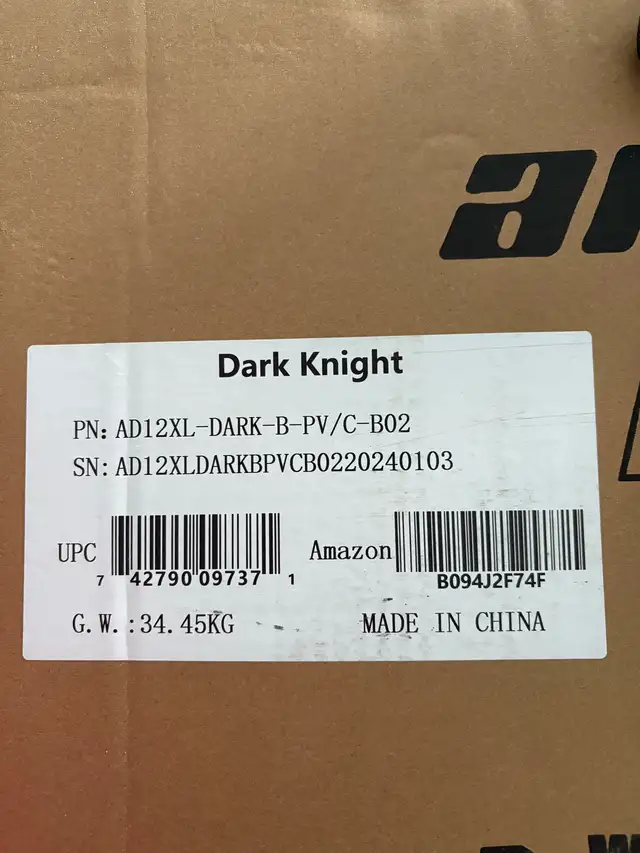 Dark Knight
PN: AD12XL-DARK-B-PV/C-B02
SN: AD12XLDARKBPVCB0220240103
UPC
7 42790 09737 1
Amazon
B094J2F74F
G.W.:34.45KG
MADE IN CHINA